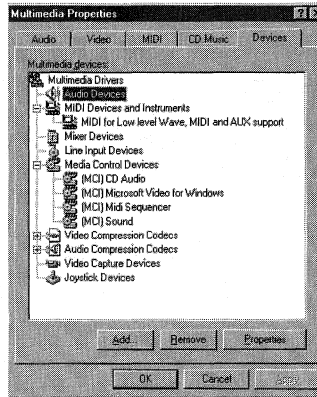 Multimedia Properties
Audio
Video
MIDI
CD Music
Devices
Multimedia devices:
Multimedia Drivers
Audio Devices
MIDI Devices and Instruments
MIDI for Low level Wave, MIDI and AUX support
Mixer Devices
Line Input Devices
Media Control Devices
(MCI) CD Audio
(MCI) Microsoft Video for Windows
(MCI) Midi Sequencer
(MCI) Sound
Video Compression Codecs
Audio Compression Codecs
Video Capture Devices
Joystick Devices
Add...
Remove
Properties
OK
Cancel
Apply